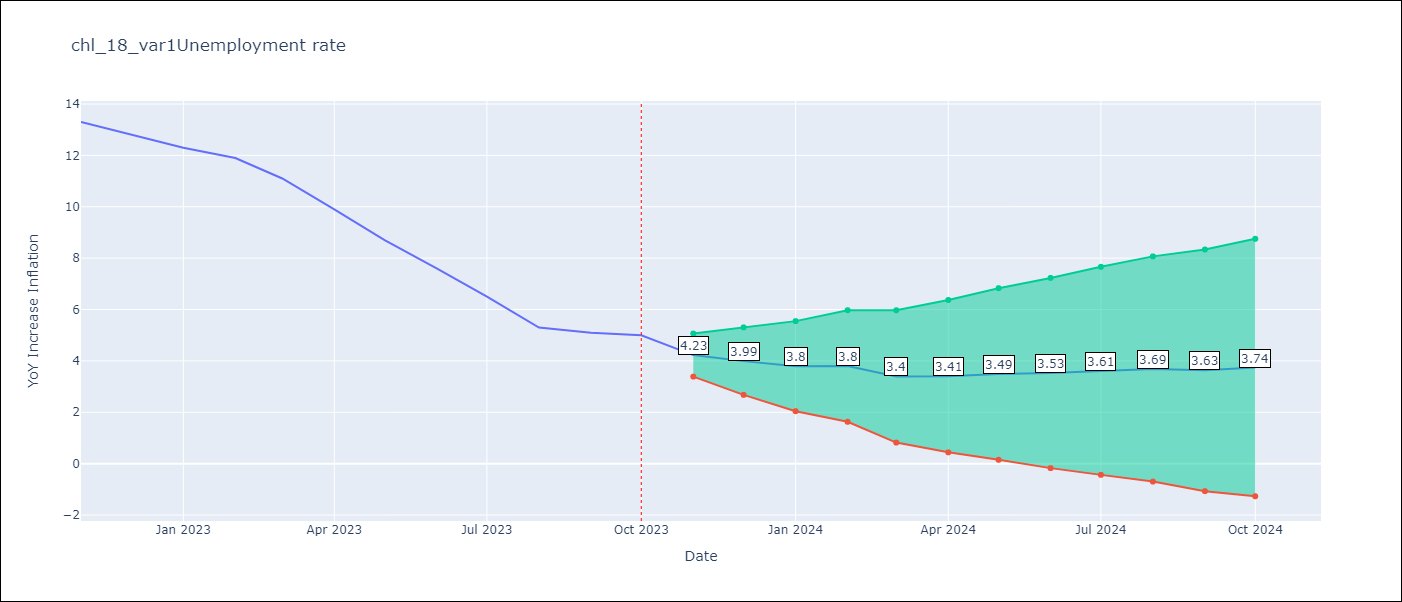 chl_18_var1Unemployment rate
YoY Increase Inflation
14
12
10
8
6
4
2
0
−2
4.23
3.99
3.8
3.8
3.4
3.41
3.49
3.53
3.61
3.69
3.63
3.74
Jan 2023
Apr 2023
Jul 2023
Oct 2023
Jan 2024
Apr 2024
Jul 2024
Oct 2024
Date